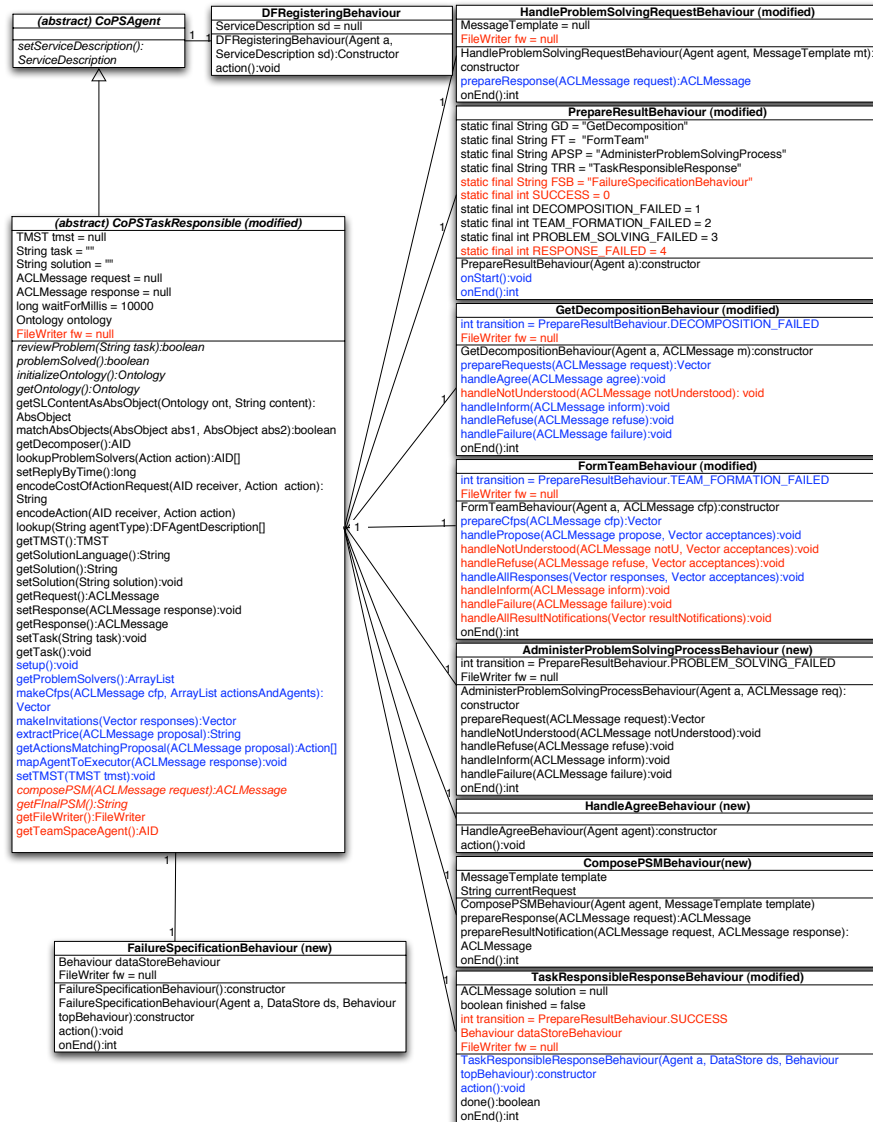 (abstract) CoPSAgent
setServiceDescription():
ServiceDescription
1
1
DFRegisteringBehaviour
ServiceDescription sd = null
DFRegisteringBehaviour(Agent a,
ServiceDescription sd):Constructor
action():void
(abstract) CoPSTaskResponsible (modified)
TMST tmst = null
String task = ""
String solution = ""
ACLMessage request = null
ACLMessage response = null
long waitForMillis = 10000
Ontology ontology
FileWriter fw = null
reviewProblem(String task):boolean
problemSolved():boolean
initializeOntology():Ontology
getOntology():Ontology
getSLContentAsAbsObject(Ontology ont, String content):
AbsObject
matchAbsObjects(AbsObject abs1, AbsObject abs2):boolean
getDecomposer():AID
lookupProblemSolvers(Action action):AID[]
setReplyByTime():long
encodeCostOfActionRequest(AID receiver, Action  action):
String
encodeAction(AID receiver, Action action)
lookup(String agentType):DFAgentDescription[]
getTMST():TMST
getSolutionLanguage():String
getSolution():String
setSolution(String solution):void
getRequest():ACLMessage
setResponse(ACLMessage response):void
getResponse():ACLMessage
setTask(String task):void
getTask():void
setup():void
getProblemSolvers():ArrayList
makeCfps(ACLMessage cfp, ArrayList actionsAndAgents):
Vector
makeInvitations(Vector responses):Vector
extractPrice(ACLMessage proposal):String
getActionsMatchingProposal(ACLMessage proposal):Action[]
mapAgentToExecutor(ACLMessage response):void
setTMST(TMST tmst):void
composePSM(ACLMessage request):ACLMessage
getFInalPSM():String
getFileWriter():FileWriter
getTeamSpaceAgent():AID
1
1
FailureSpecificationBehaviour (new)
Behaviour dataStoreBehaviour
FileWriter fw = null
FailureSpecificationBehaviour():constructor
FailureSpecificationBehaviour(Agent a, DataStore ds, Behaviour
topBehaviour):constructor
action():void
onEnd():int
1
1
HandleProblemSolvingRequestBehaviour (modified)
MessageTemplate = null
FileWriter fw = null
HandleProblemSolvingRequestBehaviour(Agent agent, MessageTemplate mt):
constructor
prepareResponse(ACLMessage request):ACLMessage
onEnd():int
1
PrepareResultBehaviour (modified)
static final String GD = "GetDecomposition"
static final String FT =  "FormTeam"
static final String APSP = "AdministerProblemSolvingProcess"
static final String TRR = "TaskResponsibleResponse"
static final String FSB = "FailureSpecificationBehaviour"
static final int SUCCESS = 0
static final int DECOMPOSITION_FAILED = 1
static final int TEAM_FORMATION_FAILED = 2
static final int PROBLEM_SOLVING_FAILED = 3
static final int RESPONSE_FAILED = 4
PrepareResultBehaviour(Agent a):constructor
onStart():void
onEnd():int
1
GetDecompositionBehaviour (modified)
int transition = PrepareResultBehaviour.DECOMPOSITION_FAILED
FileWriter fw = null
GetDecompositionBehaviour(Agent a, ACLMessage m):constructor
prepareRequests(ACLMessage request):Vector
handleAgree(ACLMessage agree):void
handleNotUnderstood(ACLMessage notUnderstood): void
handleInform(ACLMessage inform):void
handleRefuse(ACLMessage refuse):void
handleFailure(ACLMessage failure):void
onEnd():int
1
FormTeamBehaviour (modified)
int transition = PrepareResultBehaviour.TEAM_FORMATION_FAILED
FileWriter fw = null
FormTeamBehaviour(Agent a, ACLMessage cfp):constructor
prepareCfps(ACLMessage cfp):Vector
handlePropose(ACLMessage propose, Vector acceptances):void
handleNotUnderstood(ACLMessage notU, Vector acceptances):void
handleRefuse(ACLMessage refuse, Vector acceptances):void
handleAllResponses(Vector responses, Vector acceptances):void
handleInform(ACLMessage inform):void
handleFailure(ACLMessage failure):void
handleAllResultNotifications(Vector resultNotifications):void
onEnd():int
1
AdministerProblemSolvingProcessBehaviour (new)
int transition = PrepareResultBehaviour.PROBLEM_SOLVING_FAILED
FileWriter fw = null
AdministerProblemSolvingProcessBehaviour(Agent a, ACLMessage req):
constructor
prepareRequest(ACLMessage request):Vector
handleNotUnderstood(ACLMessage notUnderstood):void
handleRefuse(ACLMessage refuse):void
handleInform(ACLMessage inform):void
handleFailure(ACLMessage failure):void
onEnd():int
1
HandleAgreeBehaviour (new)
HandleAgreeBehaviour(Agent agent):constructor
action():void
1
ComposePSMBehaviour(new)
MessageTemplate template
String currentRequest
ComposePSMBehaviour(Agent agent, MessageTemplate template)
prepareResponse(ACLMessage request):ACLMessage
prepareResultNotification(ACLMessage request, ACLMessage response):
ACLMessage
onEnd():int
1
TaskResponsibleResponseBehaviour (modified)
ACLMessage solution = null
boolean finished = false
int transition = PrepareResultBehaviour.SUCCESS
Behaviour dataStoreBehaviour
FileWriter fw = null
TaskResponsibleResponseBehaviour(Agent a, DataStore ds, Behaviour
topBehaviour):constructor
action():void
done():boolean
onEnd():int